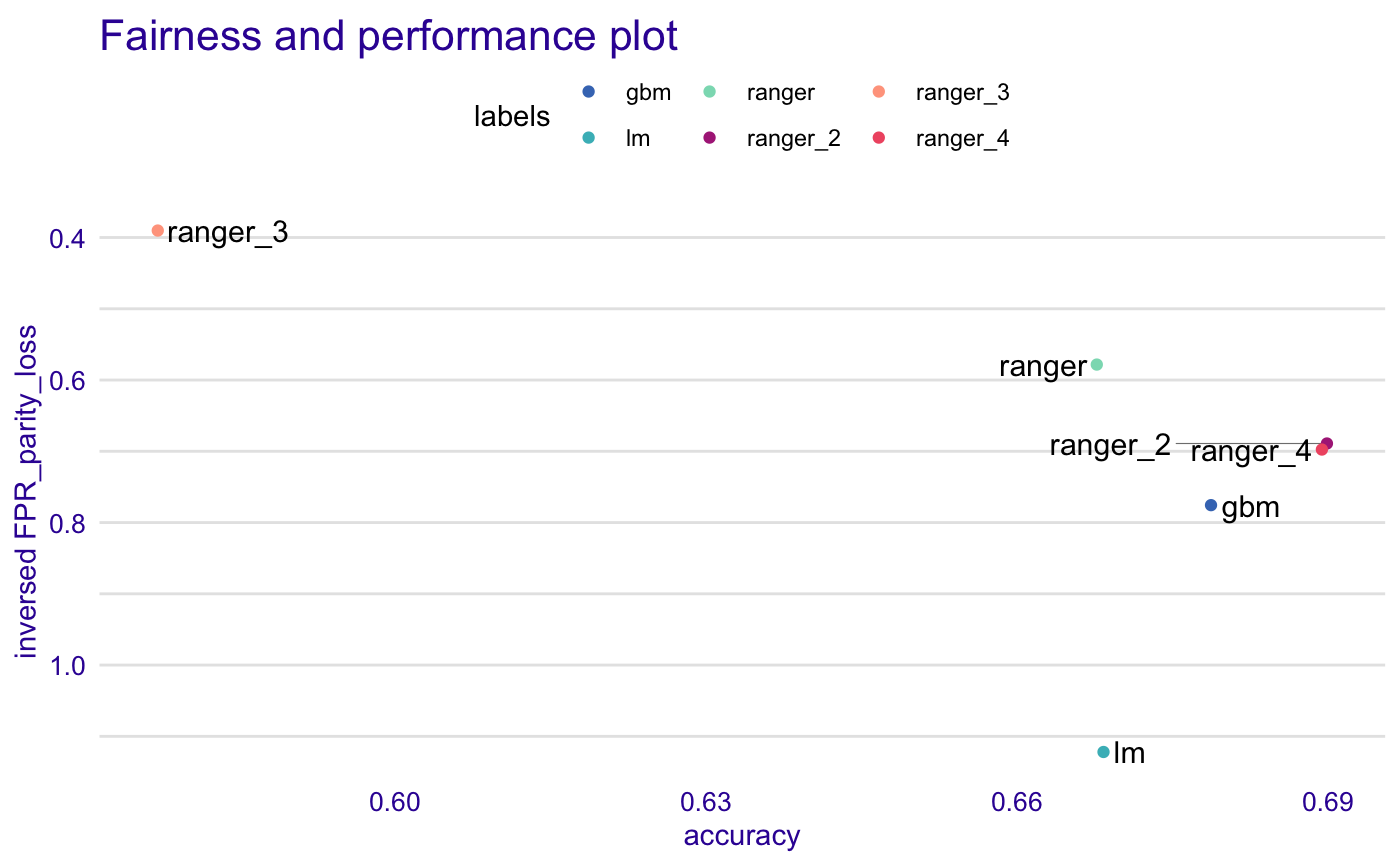 Fairness and performance plot
labels
gbm ranger ranger_3
lm ranger_2 ranger_4
inversed FPR_parity_loss
0.4
0.6
0.8
1.0
ranger_3
ranger
ranger_2
ranger_4
gbm
lm
0.60 0.63 0.66 0.69
accuracy